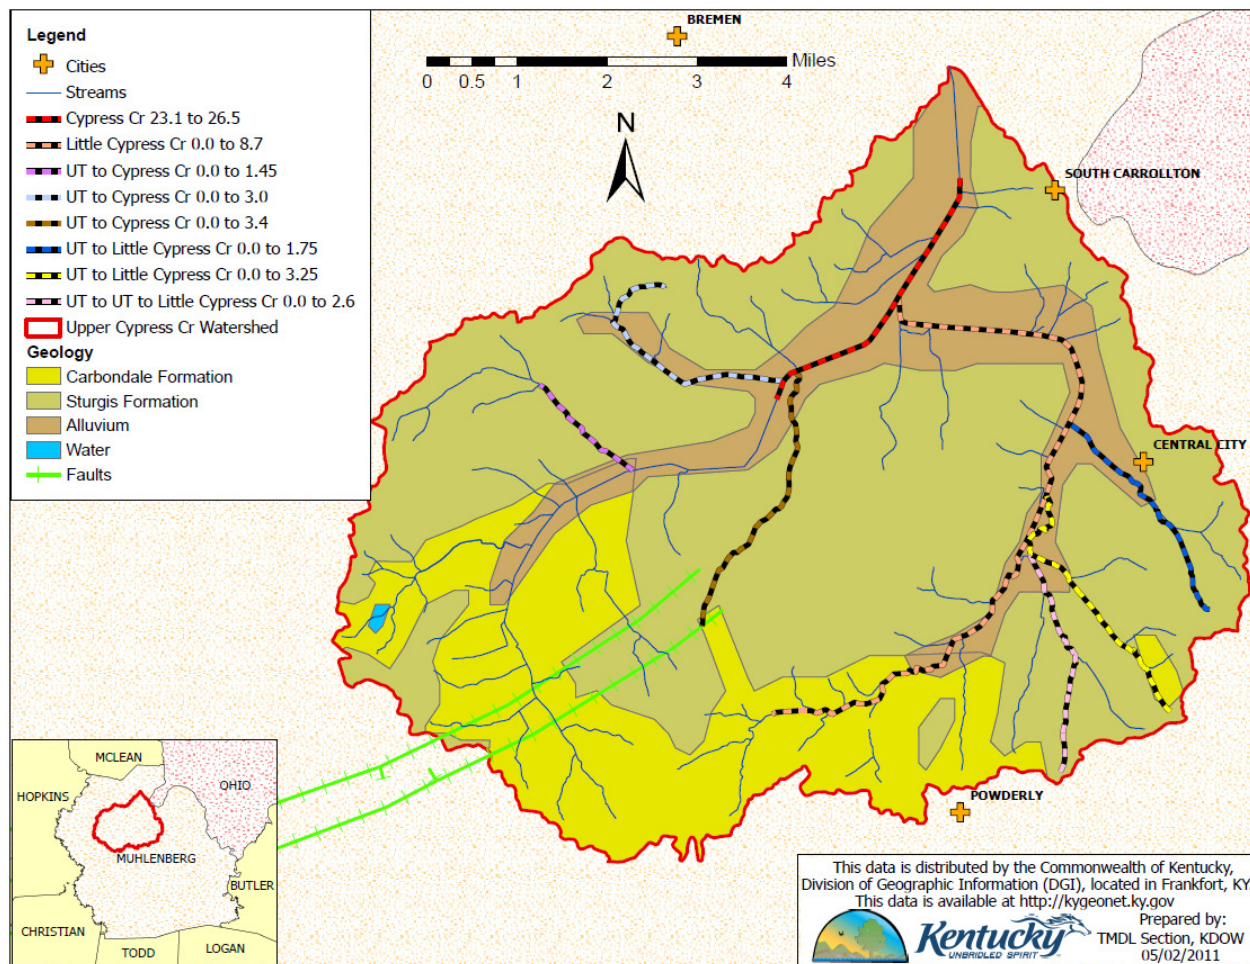 BREMEN
Legend
Cities
Streams
Cypress Cr 23.1 to 26.5
Little Cypress Cr 0.0 to 8.7
UT to Cypress Cr 0.0 to 1.45
UT to Cypress Cr 0.0 to 3.0
UT to Cypress Cr 0.0 to 3.4
UT to Little Cypress Cr 0.0 to 1.75
UT to Little Cypress Cr 0.0 to 3.25
UT to UT to Little Cypress Cr 0.0 to 2.6
Upper Cypress Cr Watershed
Geology
Carbondale Formation
Sturgis Formation
Alluvium
Water
Faults
Miles
0 0.5 1 2 3 4
N
SOUTH CARROLLTON
CENTRAL CITY
POWDERLY
MCLEAN
HOPKINS
OHIO
MUHLENBERG
BUTLER
CHRISTIAN
TODD
LOGAN
This data is distributed by the Commonwealth of Kentucky,
Division of Geographic Information (DGI), located in Frankfort, KY.
This data is available at http://kygeonet.ky.gov
Kentucky
UNBRIDLED SPIRIT
Prepared by:
TMDL Section, KDOW
05/02/2011